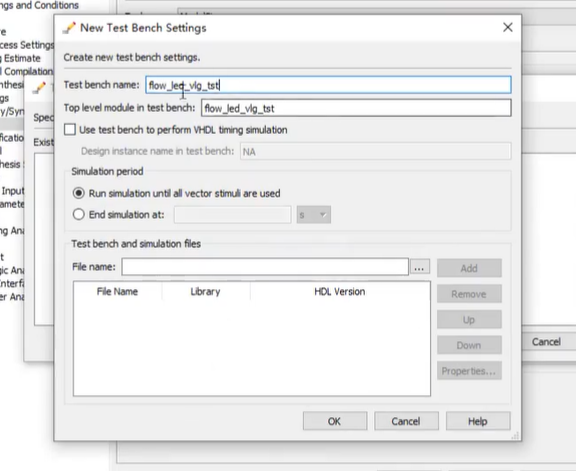 ngs and Conditions
New Test Bench Settings
Create new test bench settings.
Test bench name: flow_led_vlg_tst
Top level module in test bench: flow_led_vlg_tst
Use test bench to perform VHDL timing simulation
Design instance name in test bench: NA
Simulation period
Run simulation until all vector stimuli are used
End simulation at: s
Test bench and simulation files
File name: ... Add
File Name Library HDL Version
Remove
Up
Down
Properties...
OK Cancel Help
cess Settings
Estimate
l Compilation
nthesi
gs
y/Syn
Spec
ficatio
Exist
hesis
Input
ramete
ng Ana
t
gic Ana
nterfa
er Ana
Cancel